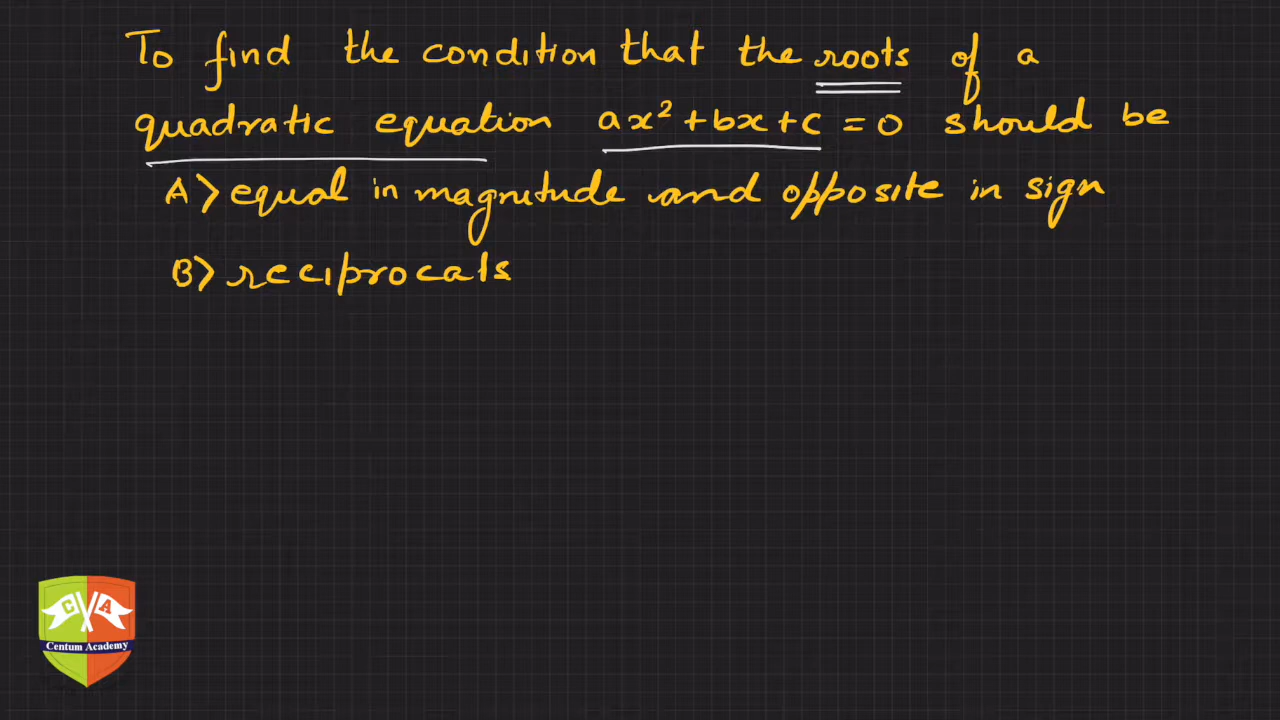 To find the condition that the roots of a
quadratic equation ax² + bx + c = 0 should be
A> equal in magnitude and opposite in sign
B> reciprocals
C A
Centum Academy